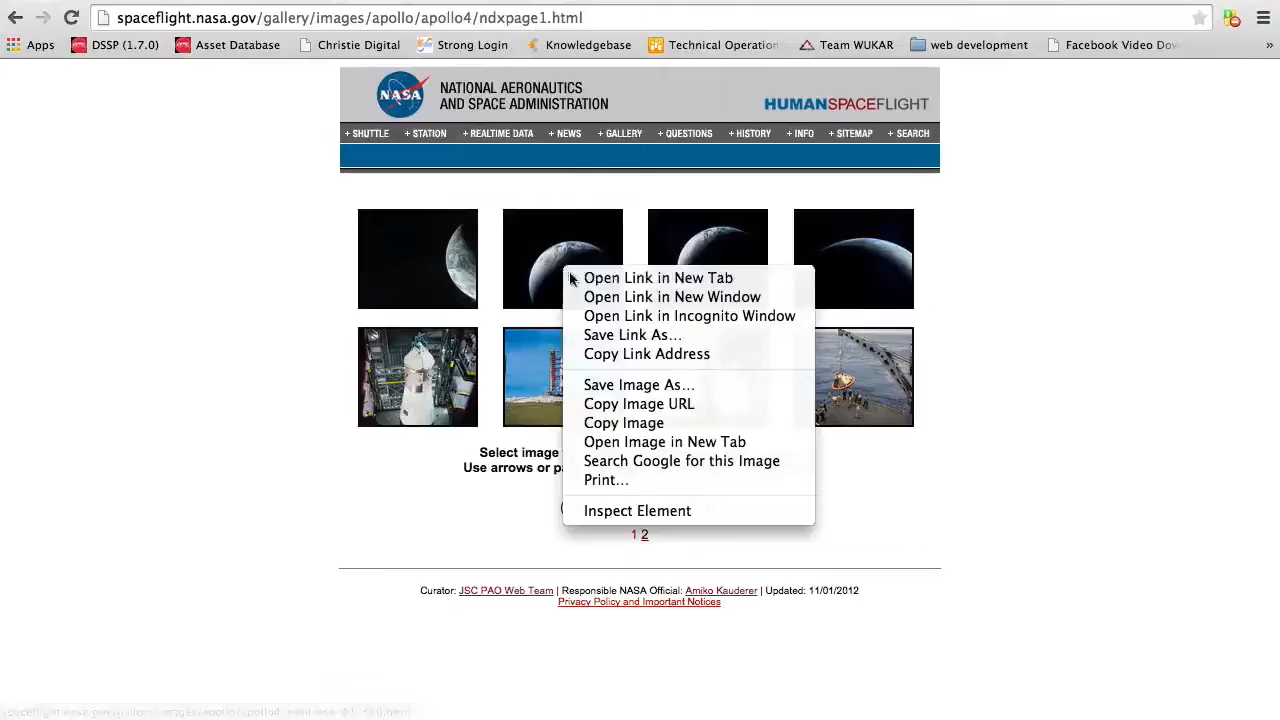 spaceflight.nasa.gov/gallery/images/apollo/apollo4/ndxpage1.html
Apps DSSP (1.7.0) Asset Database Christie Digital Strong Login Knowledgebase Technical Operation Team WUKAR web development Facebook Video Dow »
NASA
NATIONAL AERONAUTICS
AND SPACE ADMINISTRATION
HUMANSPACEFLIGHT
+ SHUTTLE + STATION + REALTIME DATA + NEWS + GALLERY + QUESTIONS + HISTORY + INFO + SITEMAP + SEARCH
Open Link in New Tab
Open Link in New Window
Open Link in Incognito Window
Save Link As...
Copy Link Address
Save Image As...
Copy Image URL
Copy Image
Open Image in New Tab
Search Google for this Image
Print...
Inspect Element
Select image
Use arrows or pa
1 2
Curator: JSC PAO Web Team | Responsible NASA Official: Amiko Kauderer | Updated: 11/01/2012
Privacy Policy and Important Notices